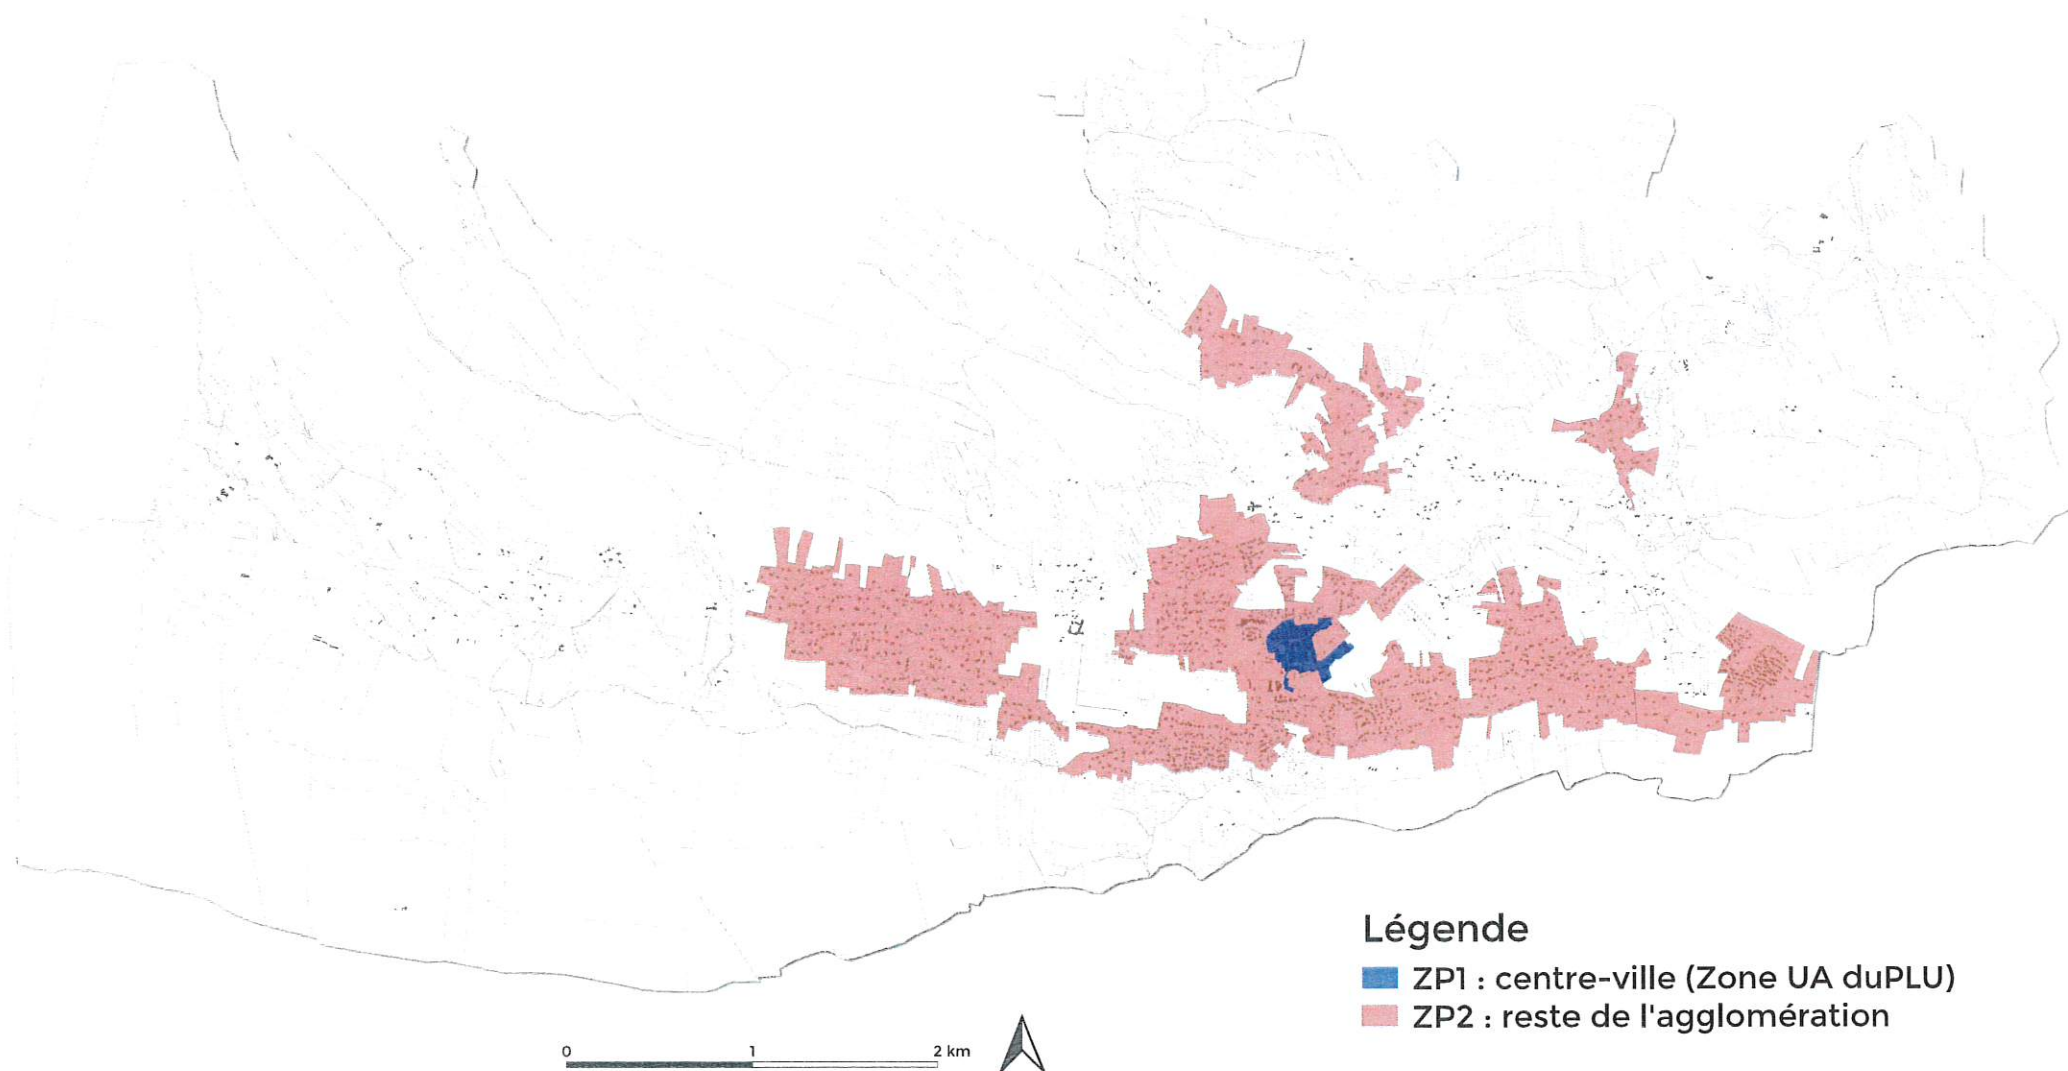 Légende
ZP1 : centre-ville (Zone UA duPLU)
ZP2 : reste de l'agglomération
0 1 2 km